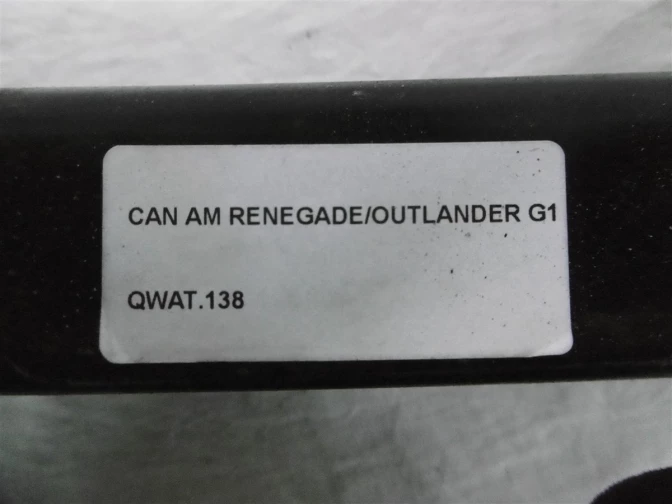 CAN AM RENEGADE/OUTLANDER G1
QWAT.138